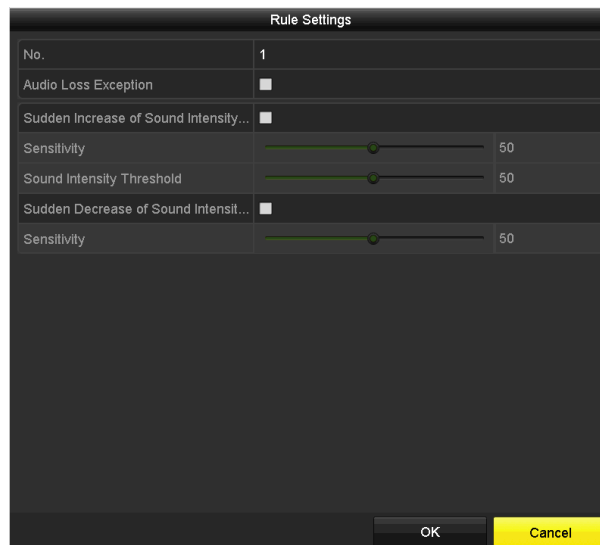 Rule Settings
No. 1
Audio Loss Exception
Sudden Increase of Sound Intensity...
Sensitivity 50
Sound Intensity Threshold 50
Sudden Decrease of Sound Intensit...
Sensitivity 50
OK Cancel